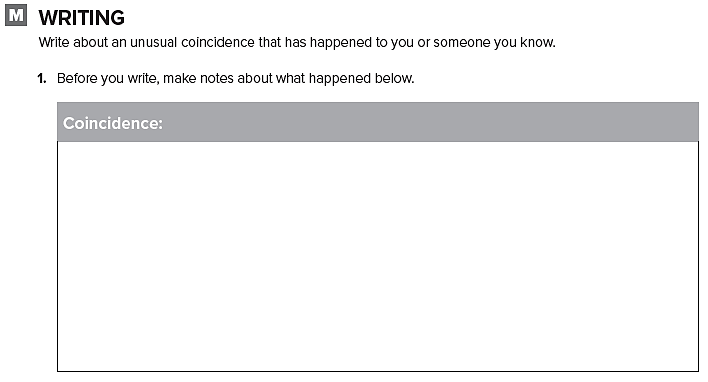 M WRITING
Write about an unusual coincidence that has happened to you or someone you know.
1. Before you write, make notes about what happened below.
Coincidence: